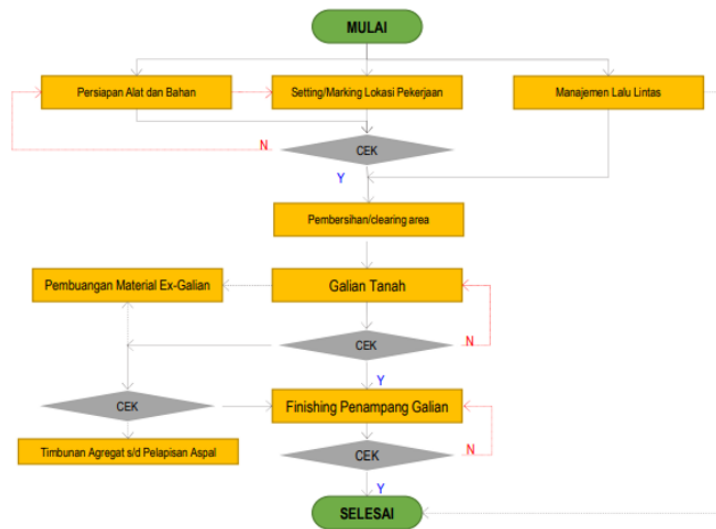 MULAI
Persiapan Alat dan Bahan
Setting/Marking Lokasi Pekerjaan
Manajemen Lalu Lintas
N
CEK
Y
Pembersihan/clearing area
Pembuangan Material Ex-Galian
Galian Tanah
CEK
N
Y
CEK
Finishing Penampang Galian
Timbunan Agregat s/d Pelapisan Aspal
CEK
N
Y
SELESAI